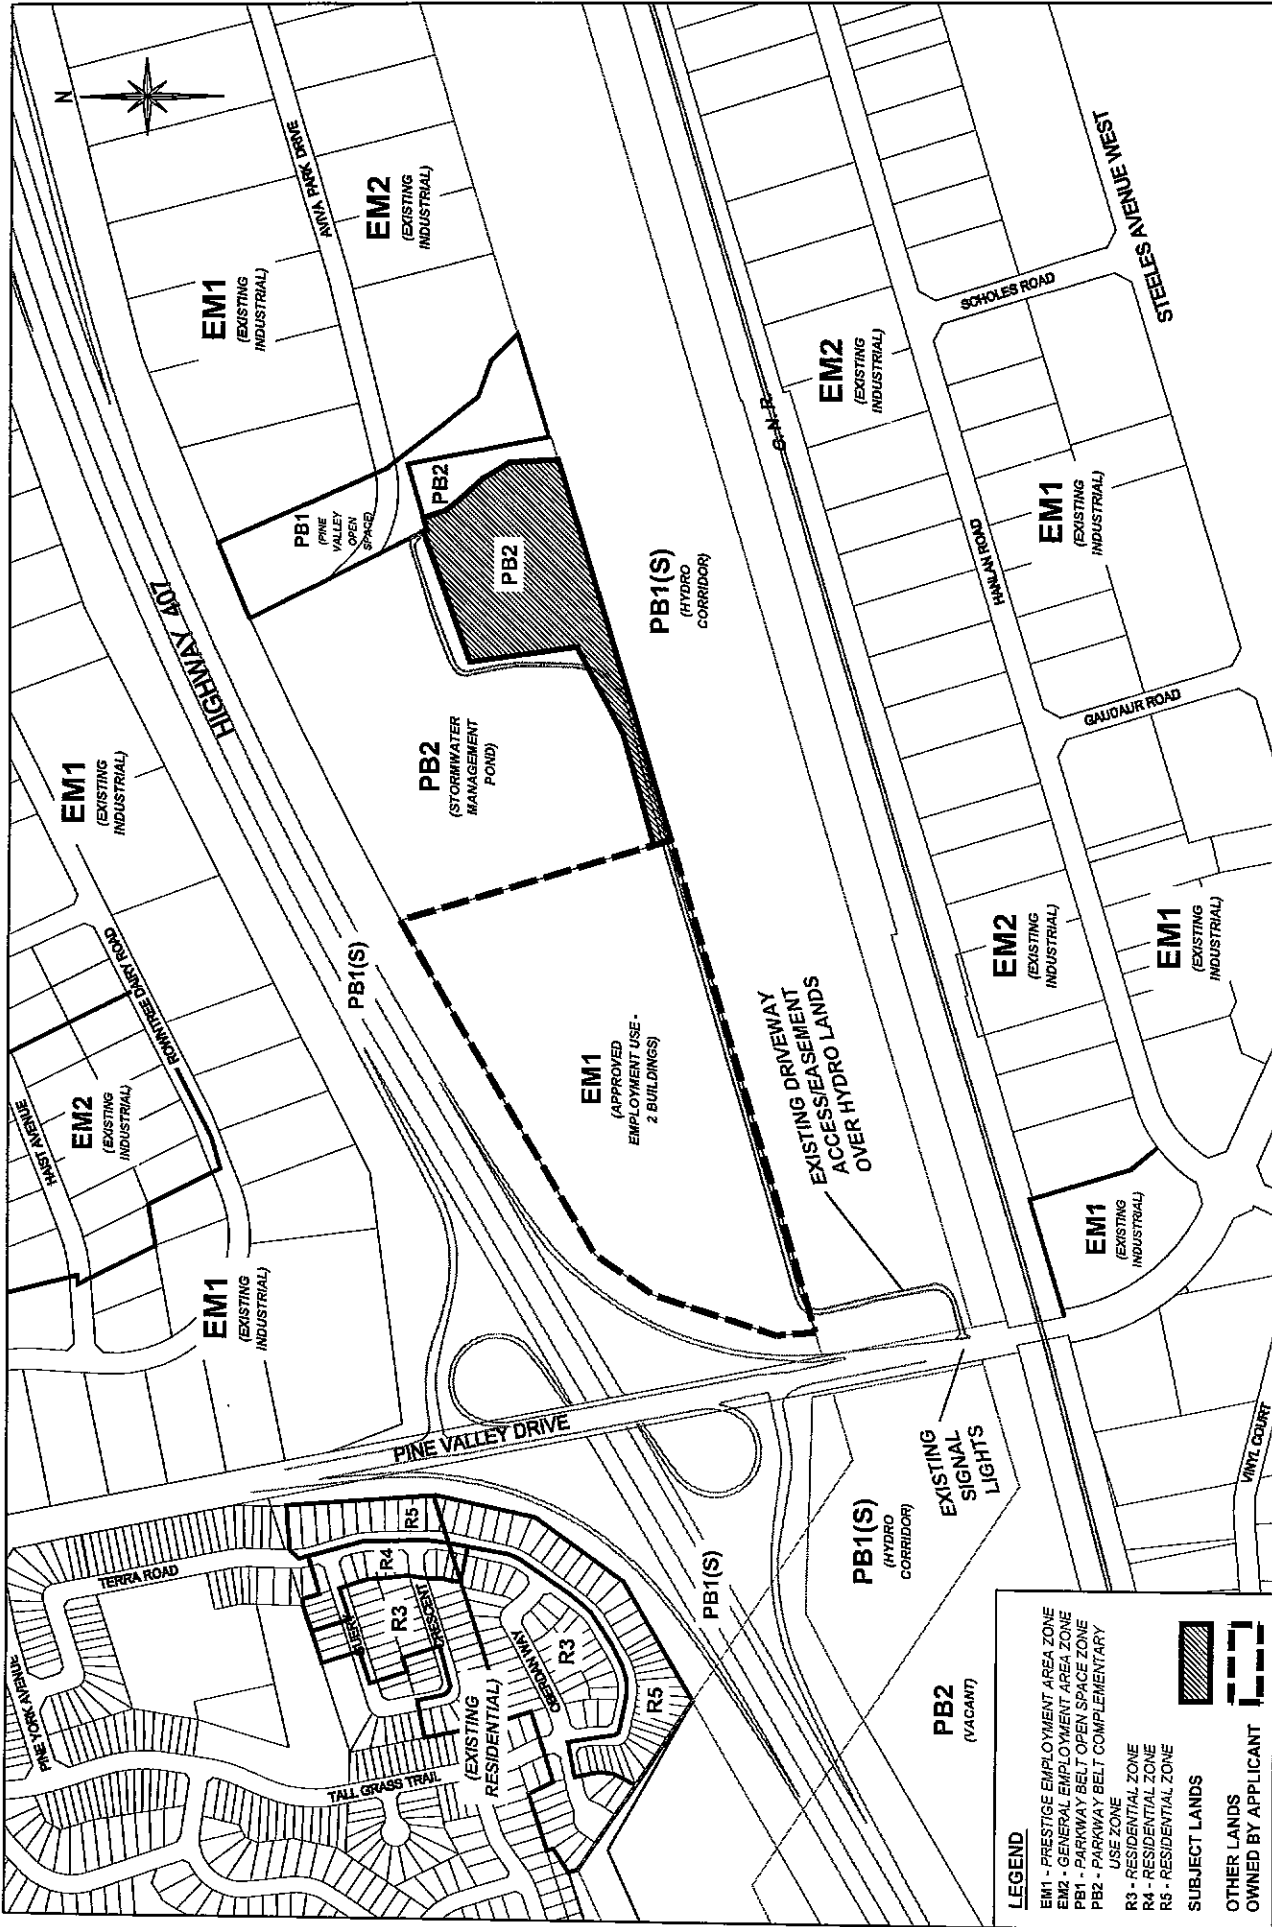 PINE YORK AVENUE
TERRA ROAD
TALL GRASS TRAIL
(EXISTING
RESIDENTIAL)
R5
R4
R3
CRESCENT
OBERDAN WAY
R3
R5
PINE VALLEY DRIVE
HAIST AVENUE
EM2
(EXISTING
INDUSTRIAL)
ROWNTREE DAIRY ROAD
EM1
(EXISTING
INDUSTRIAL)
EM1
(EXISTING
INDUSTRIAL)
HIGHWAY 407
PB1(S)
PB1(S)
N
EM1
(EXISTING
INDUSTRIAL)
AVIVA PARK DRIVE
EM2
(EXISTING
INDUSTRIAL)
PB1
(PINE
VALLEY
OPEN
SPACE)
PB2
PB2
PB2
(STORMWATER
MANAGEMENT
POND)
EM1
(APPROVED
EMPLOYMENT USE -
2 BUILDINGS)
PB1(S)
(HYDRO
CORRIDOR)
EXISTING DRIVEWAY
ACCESS/EASEMENT
OVER HYDRO LANDS
EXISTING
SIGNAL
LIGHTS
PB1(S)
(HYDRO
CORRIDOR)
PB2
(VACANT)
C.N.R.
EM2
(EXISTING
INDUSTRIAL)
HANLAN ROAD
SCHOLES ROAD
STEELES AVENUE WEST
EM1
(EXISTING
INDUSTRIAL)
GAUDAUR ROAD
EM2
(EXISTING
INDUSTRIAL)
EM1
(EXISTING
INDUSTRIAL)
EM1
(EXISTING
INDUSTRIAL)
VINYL COURT
LEGEND
EM1 - PRESTIGE EMPLOYMENT AREA ZONE
EM2 - GENERAL EMPLOYMENT AREA ZONE
PB1 - PARKWAY BELT OPEN SPACE ZONE
PB2 - PARKWAY BELT COMPLEMENTARY
USE ZONE
R3 - RESIDENTIAL ZONE
R4 - RESIDENTIAL ZONE
R5 - RESIDENTIAL ZONE
SUBJECT LANDS
OTHER LANDS
OWNED BY APPLICANT